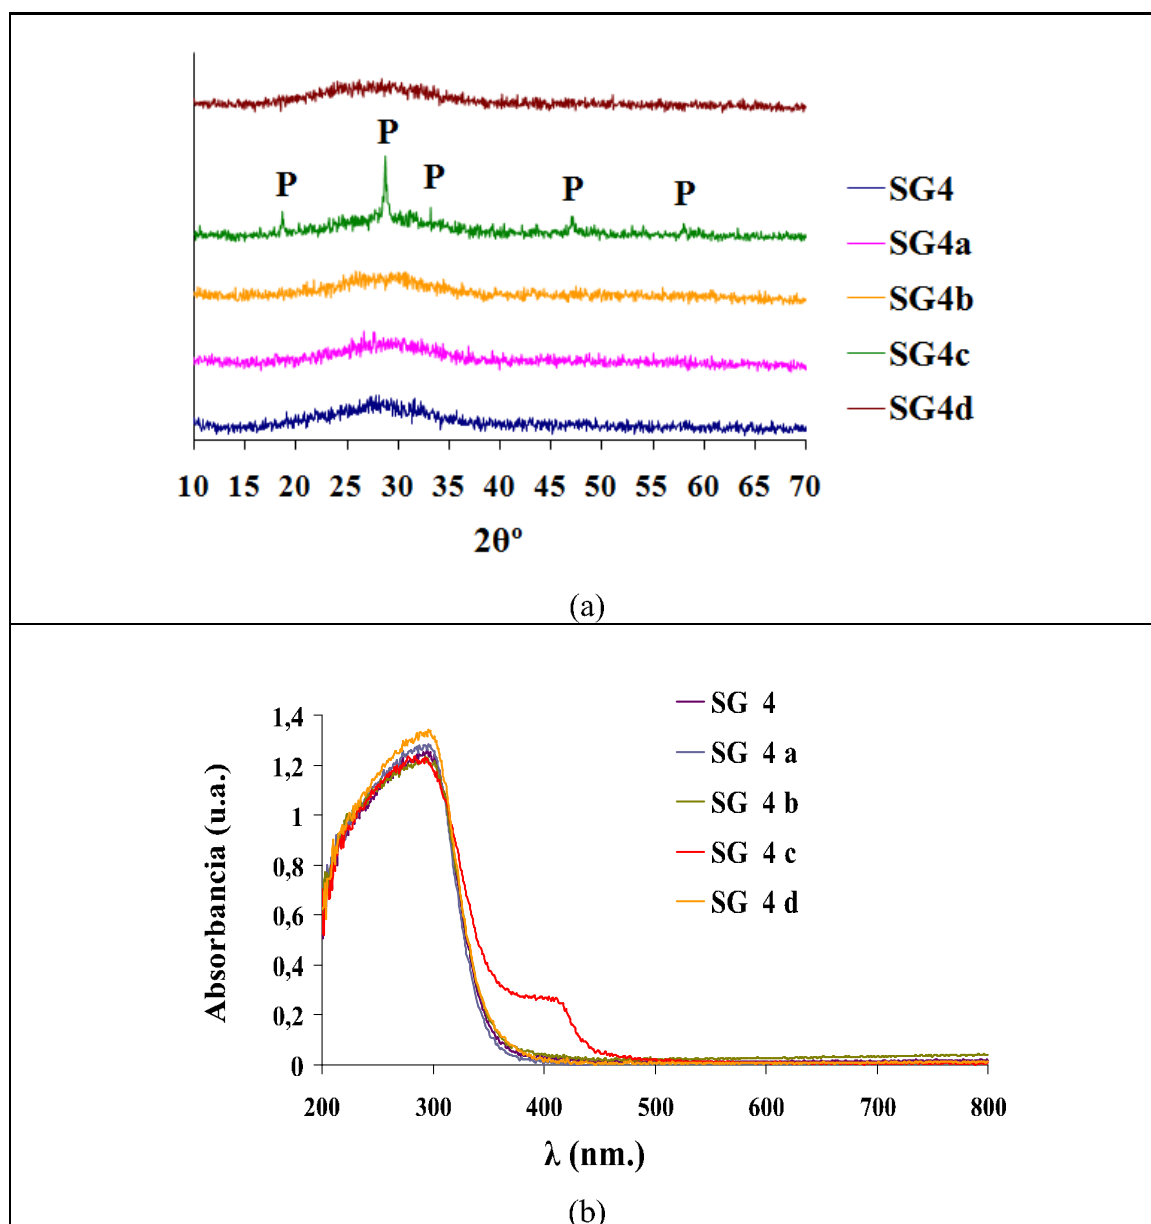 P
P
P
P
P
SG4
SG4a
SG4b
SG4c
SG4d
10 15 20 25 30 35 40 45 50 55 60 65 70
2θº
(a)
SG 4
SG 4 a
SG 4 b
SG 4 c
SG 4 d
1,4
1,2
1
0,8
0,6
0,4
0,2
0
Absorbancia (u.a.)
200 300 400 500 600 700 800
λ (nm.)
(b)